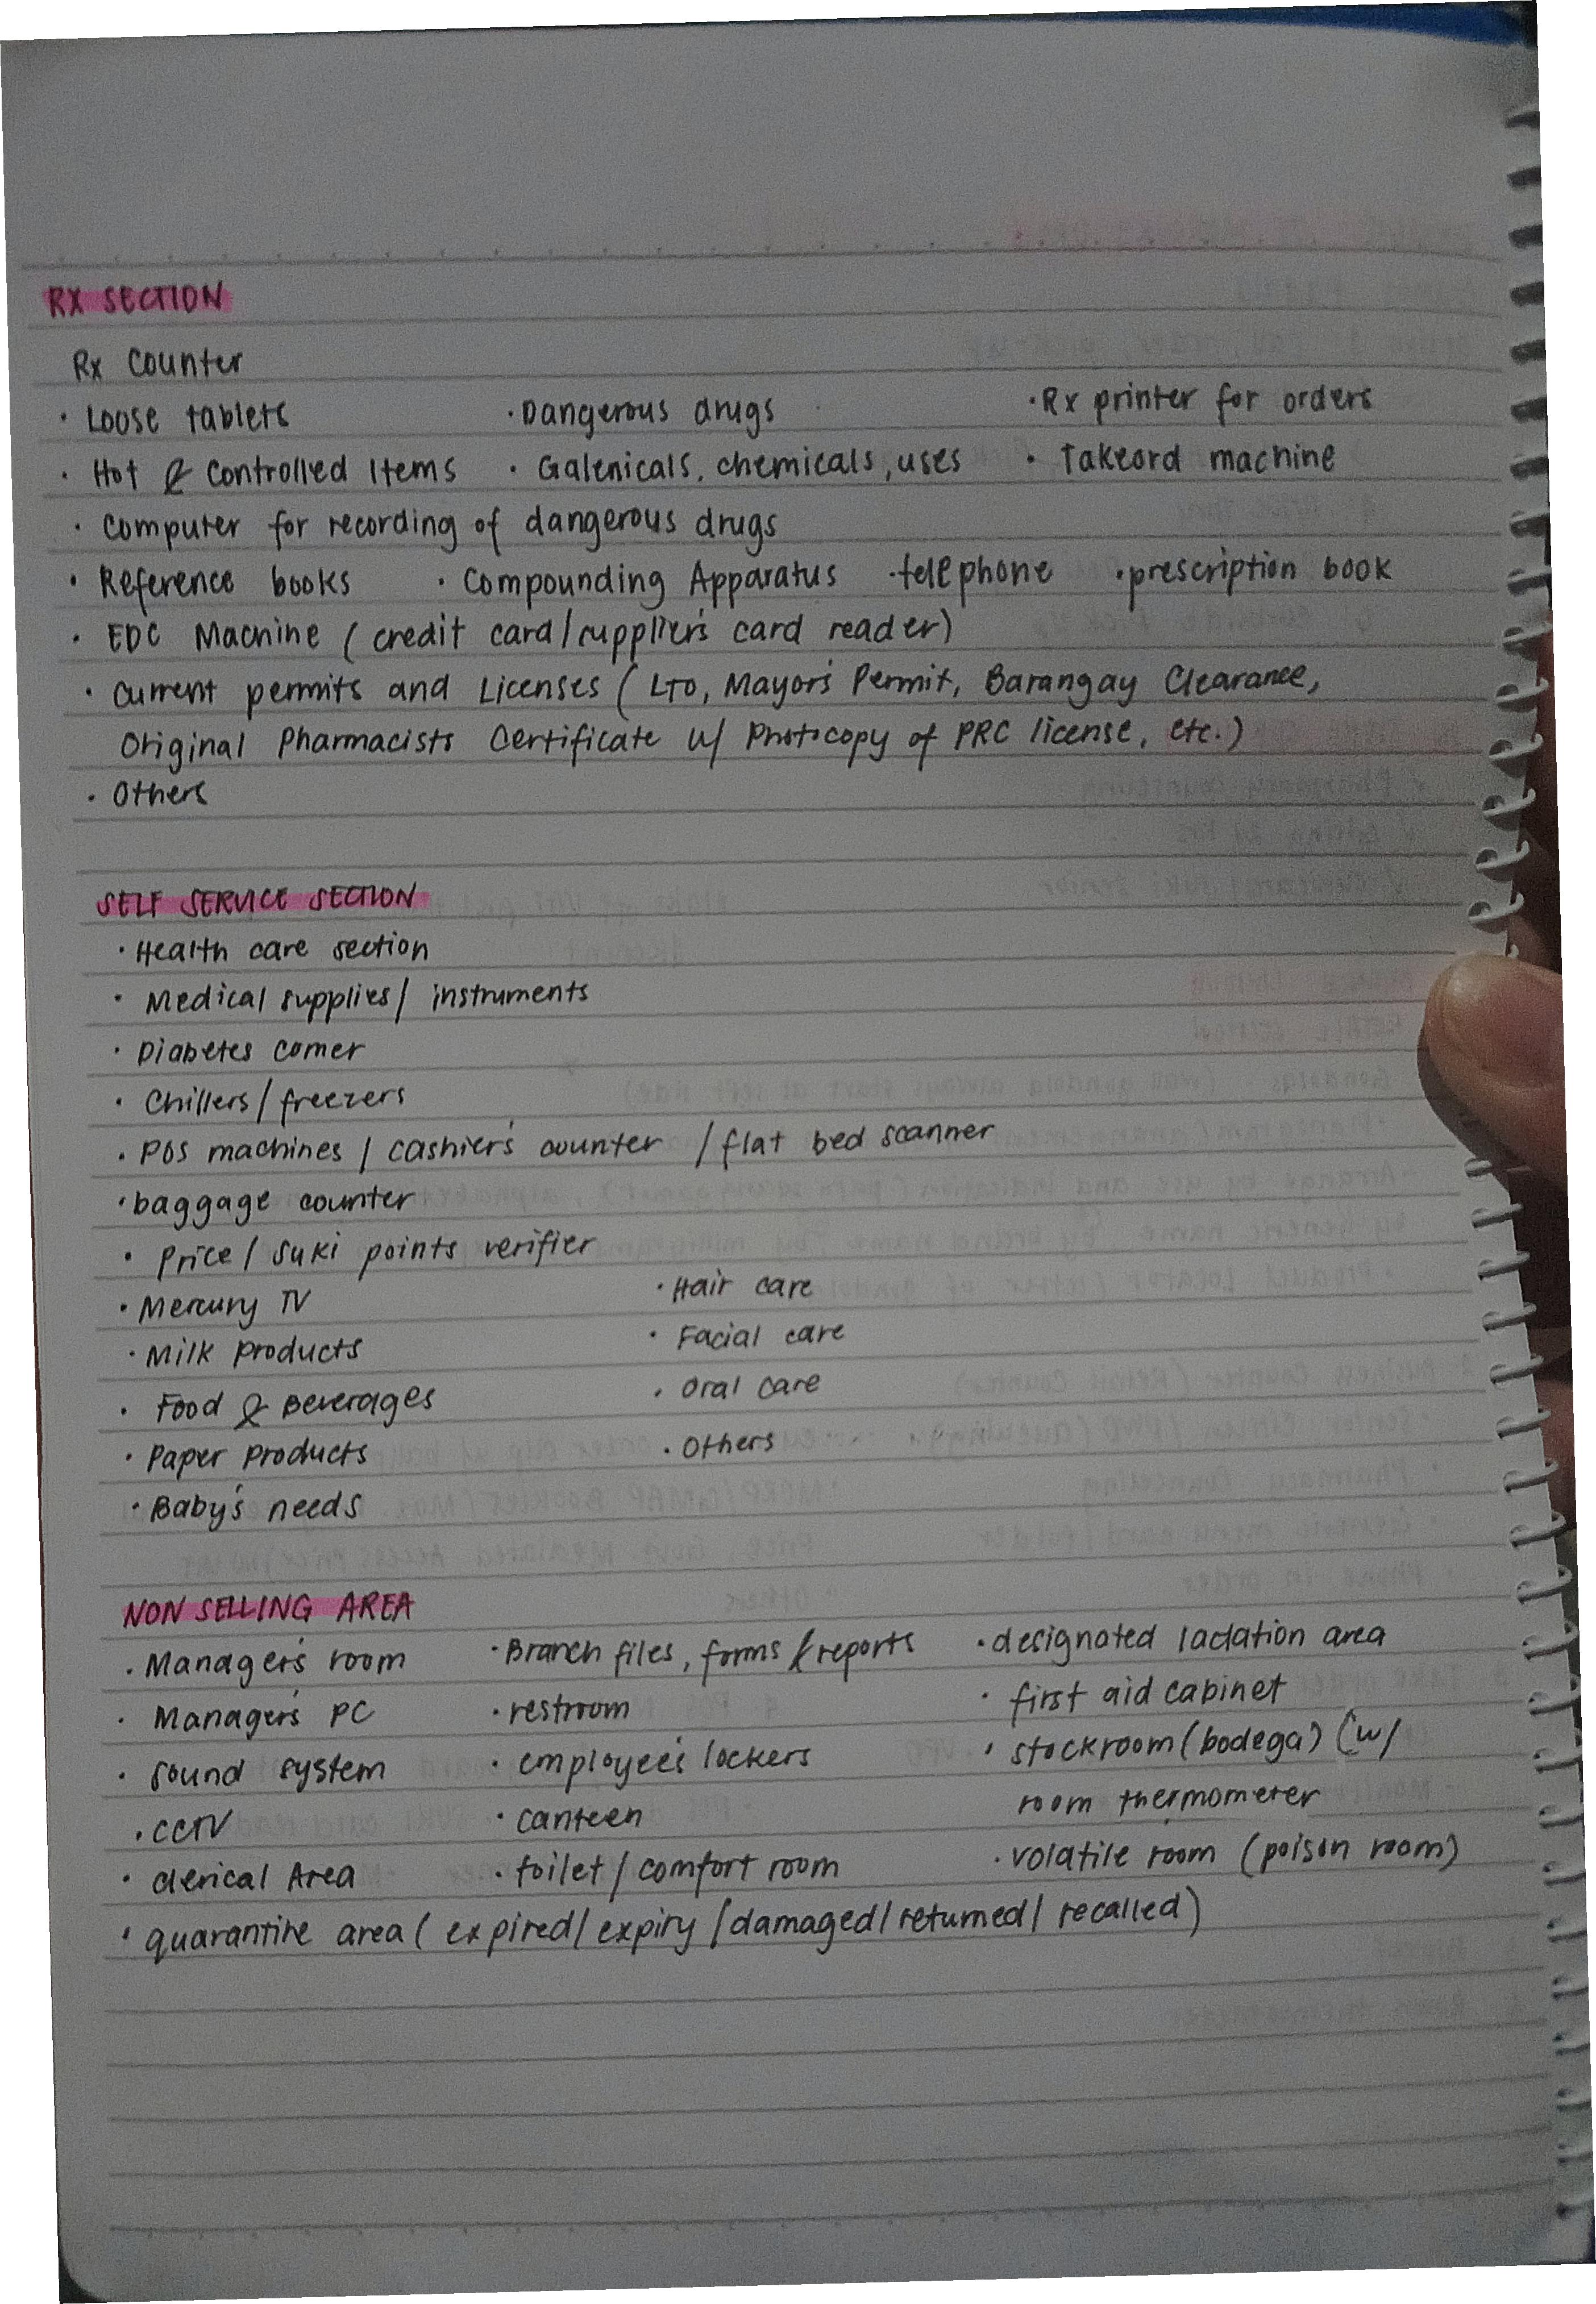 RX SECTION
Rx Counter
· Loose tablets · Dangerous drugs · Rx printer for orders
· Hot & Controlled Items · Galenicals, chemicals, uses · Takeord machine
· Computer for recording of dangerous drugs
· Reference books · Compounding Apparatus · telephone · prescription book
· EDC Machine (credit card/supplier's card reader)
· Current permits and Licenses (LTO, Mayor's Permit, Barangay Clearance,
Original Pharmacists Certificate w/ Photocopy of PRC license, etc.)
· Others
SELF SERVICE SECTION
· Health care section
· Medical supplies/ instruments
· Diabetes corner
· Chillers/freezers
· POS machines / cashier's counter / flat bed scanner
· baggage counter
· Price / Suki points verifier
· Mercury TV · Hair care
· Milk products · Facial care
· Food & Beverages · Oral care
· Paper products · Others
· Baby's needs
NON SELLING AREA
· Manager's room · Branch files, forms & reports · designated lactation area
· Manager's PC · restroom · first aid cabinet
· Sound system · employee's lockers · stockroom (bodega) (w/
· CCTV · canteen room thermometer
· clerical Area · toilet / comfort room · volatile room (poison room)
· quarantine area (expired/ expiry /damaged/ returned/ recalled)